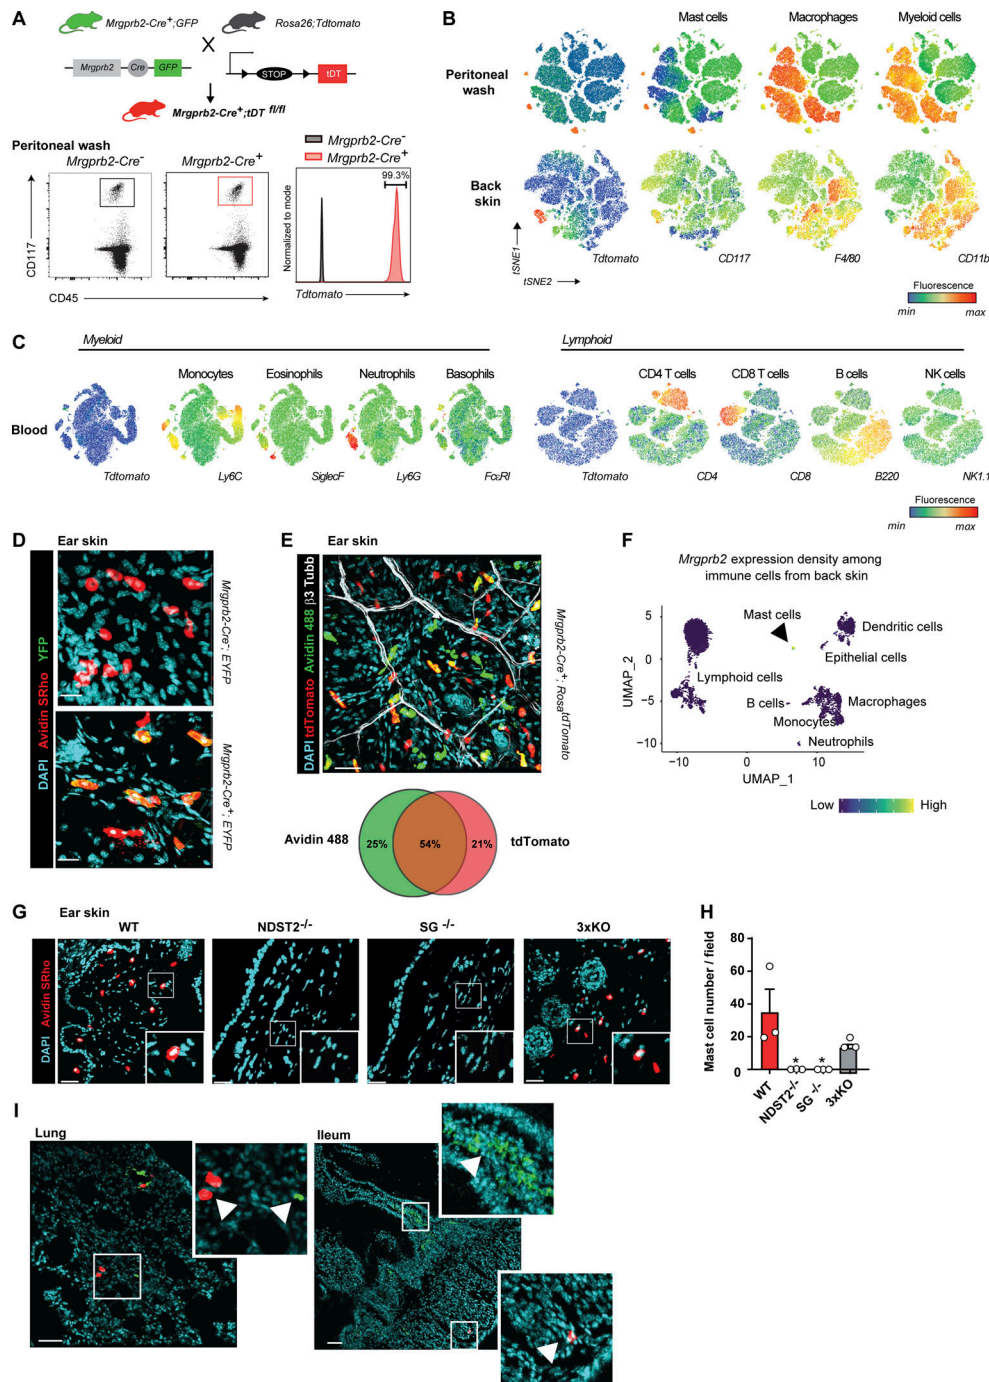 A
Mrgprb2-Cre+;GFP
Rosa26;Tdtomato
X
Mrgprb2
Cre
GFP
STOP
tDT
Mrgprb2-Cre+;tDT fl/fl
Peritoneal wash
Mrgprb2-Cre-
Mrgprb2-Cre+
CD117
CD45
Mrgprb2-Cre-
Mrgprb2-Cre+
99.3%
Normalized to mode
Tdtomato
B
Mast cells
Macrophages
Myeloid cells
Peritoneal
wash
Back
skin
tSNE1
tSNE2
Tdtomato
CD117
F4/80
CD11b
Fluorescence
min
max
C
Myeloid
Lymphoid
Monocytes
Eosinophils
Neutrophils
Basophils
CD4 T cells
CD8 T cells
B cells
NK cells
Blood
Tdtomato
Ly6C
SiglecF
Ly6G
FcεRI
Tdtomato
CD4
CD8
B220
NK1.1
Fluorescence
min
max
D
Ear skin
DAPI Avidin SRho YFP
Mrgprb2-Cre-; EYFP
Mrgprb2-Cre+; EYFP
E
Ear skin
DAPI tdTomato Avidin 488 β3 Tubb
Mrgprb2-Cre+; RosatdTomato
Avidin 488
25%
54%
21%
tdTomato
F
Mrgprb2 expression density among
immune cells from back skin
Mast cells
Dendritic cells
Epithelial cells
Lymphoid cells
B cells
Macrophages
Monocytes
Neutrophils
5
0
−5
−10
UMAP_2
−10
0
10
UMAP_1
Low
High
G
Ear skin
WT
NDST2-/-
SG -/-
3xKO
DAPI Avidin SRho
H
Mast cell number / field
80
60
40
20
0
*
*
WT
NDST2-/-
SG -/-
3xKO
I
Lung
Ileum